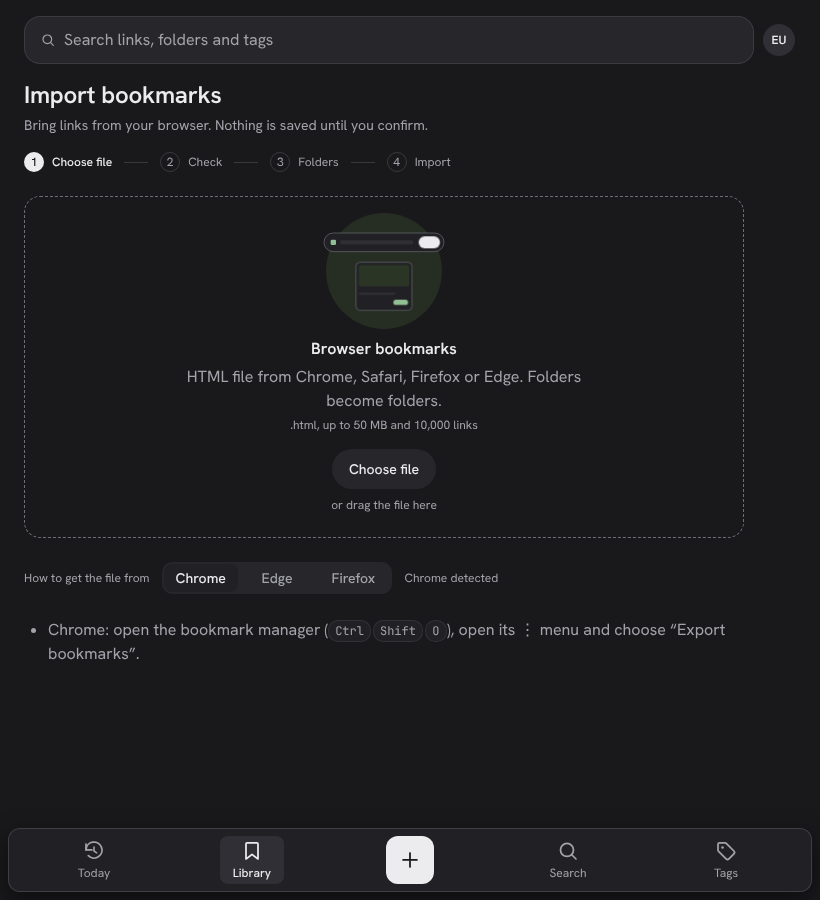 Search links, folders and tags
EU
Import bookmarks
Bring links from your browser. Nothing is saved until you confirm.
1 Choose file 2 Check 3 Folders 4 Import
Browser bookmarks
HTML file from Chrome, Safari, Firefox or Edge. Folders
become folders.
.html, up to 50 MB and 10,000 links
Choose file
or drag the file here
How to get the file from Chrome Edge Firefox Chrome detected
• Chrome: open the bookmark manager (Ctrl Shift O), open its ⋮ menu and choose “Export
bookmarks”.
Today Library Search Tags